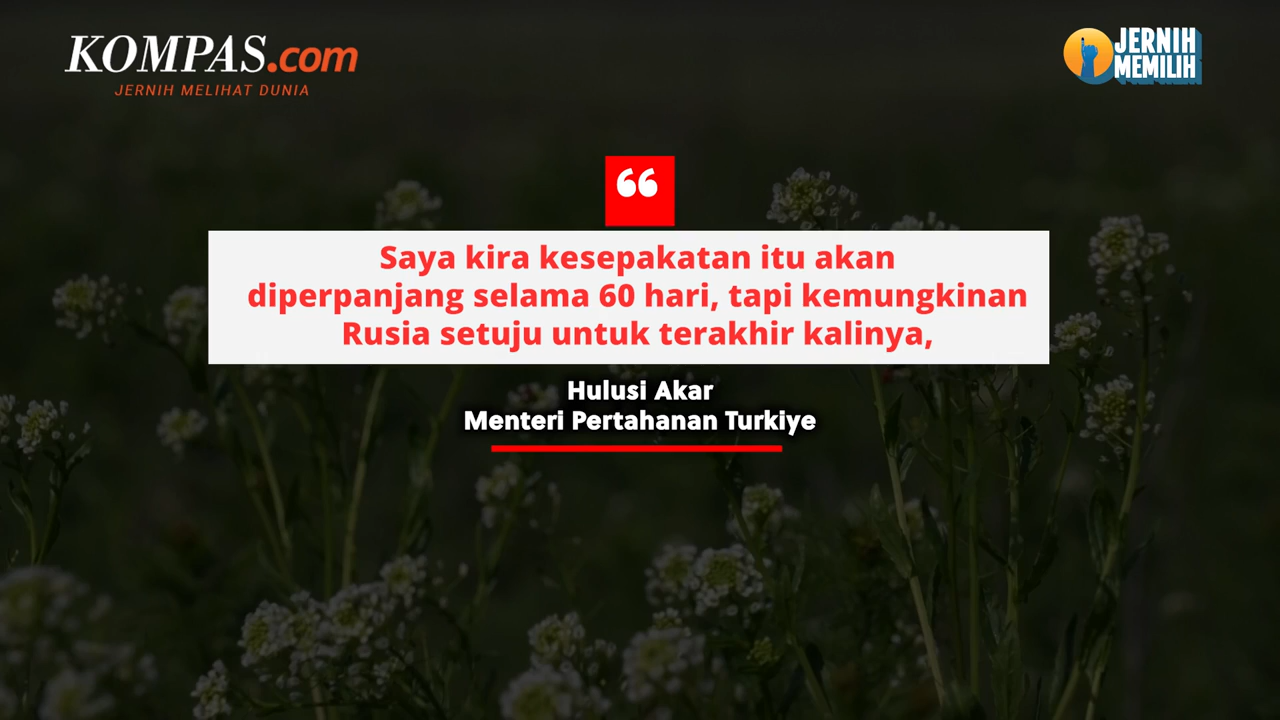 KOMPAS.com
JERNIH MELIHAT DUNIA
JERNIH
MEMILIH
“
Saya kira kesepakatan itu akan
diperpanjang selama 60 hari, tapi kemungkinan
Rusia setuju untuk terakhir kalinya,
Hulusi Akar
Menteri Pertahanan Turkiye